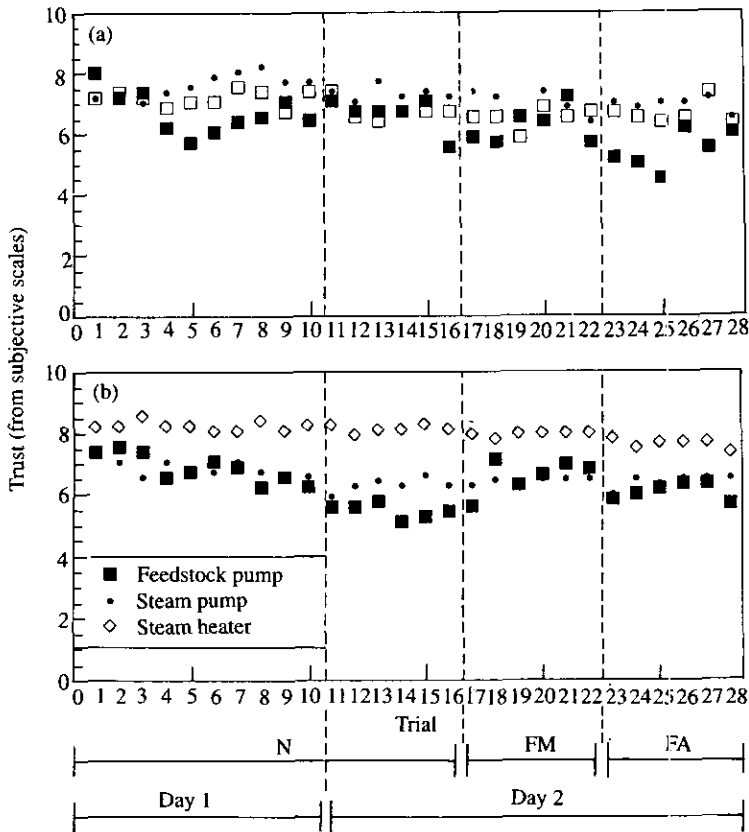 Trust (from subjective scales)
(a)
10
8
6
4
2
0
0 1 2 3 4 5 6 7 8 9 10 11 12 13 14 15 16 17 18 19 20 21 22 23 24 25 26 27 28
(b)
10
8
6
4
2
0
Feedstock pump
Steam pump
Steam heater
1 2 3 4 5 6 7 8 9 10 11 12 13 14 15 16 17 18 19 20 21 22 23 24 25 26 27 28
Trial
N FM FA
Day 1 Day 2